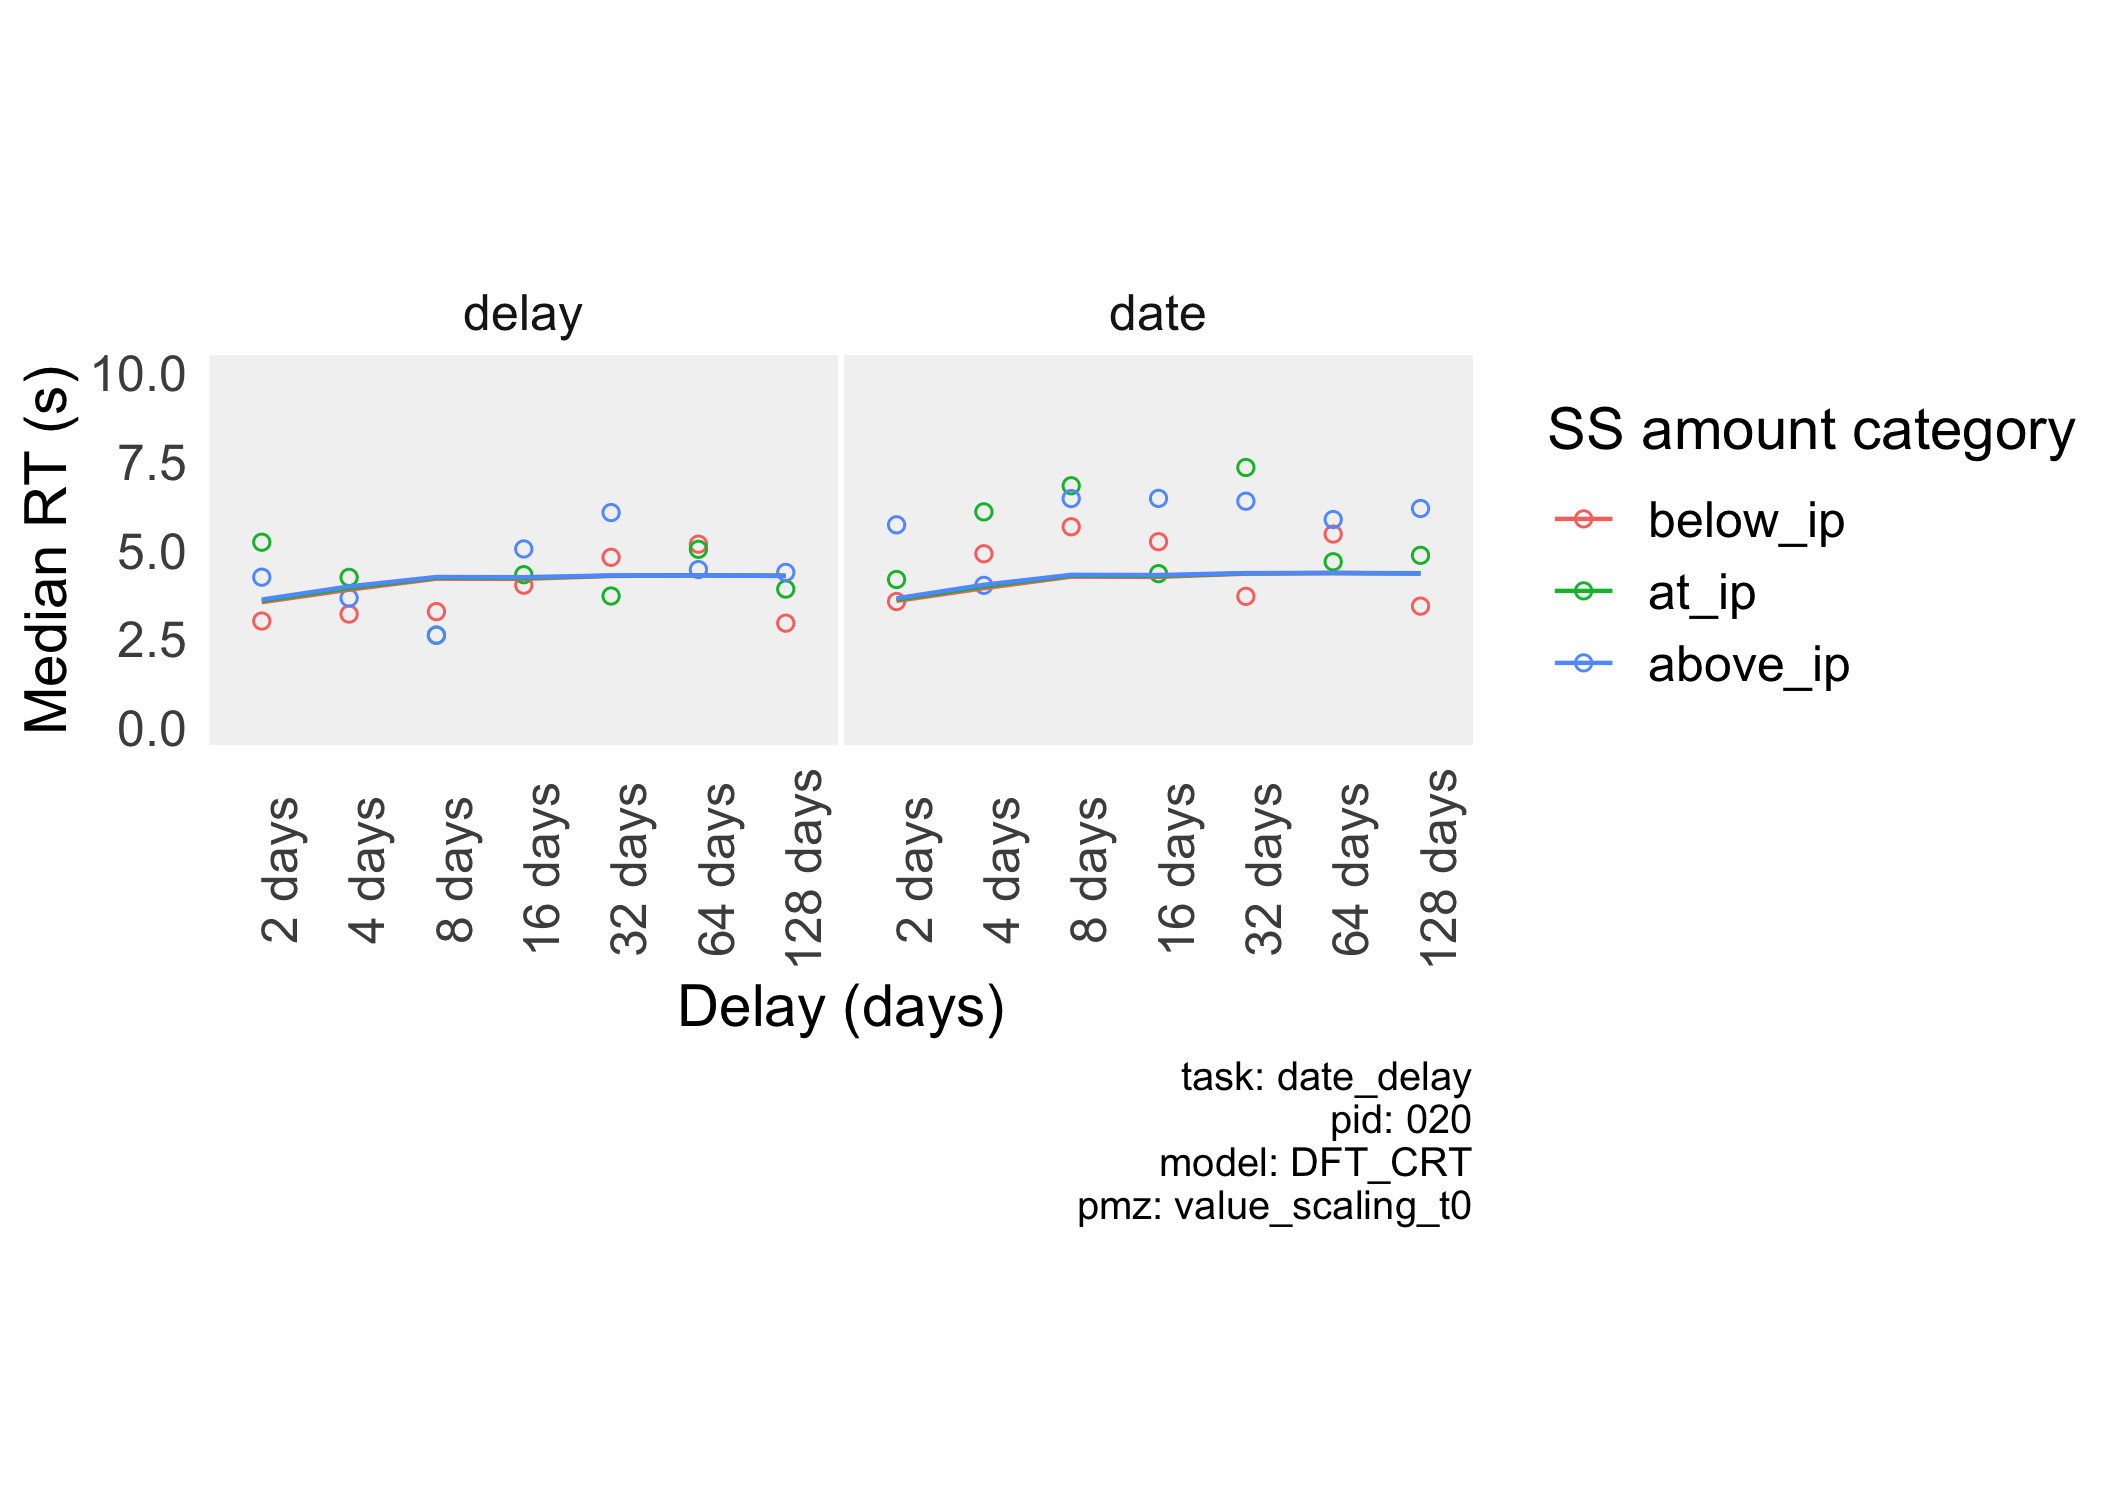 delay
date
Median RT (s)
10.0
7.5
5.0
2.5
0.0
2 days
4 days
8 days
16 days
32 days
64 days
128 days
2 days
4 days
8 days
16 days
32 days
64 days
128 days
Delay (days)
SS amount category
below_ip
at_ip
above_ip
task: date_delay
pid: 020
model: DFT_CRT
pmz: value_scaling_t0